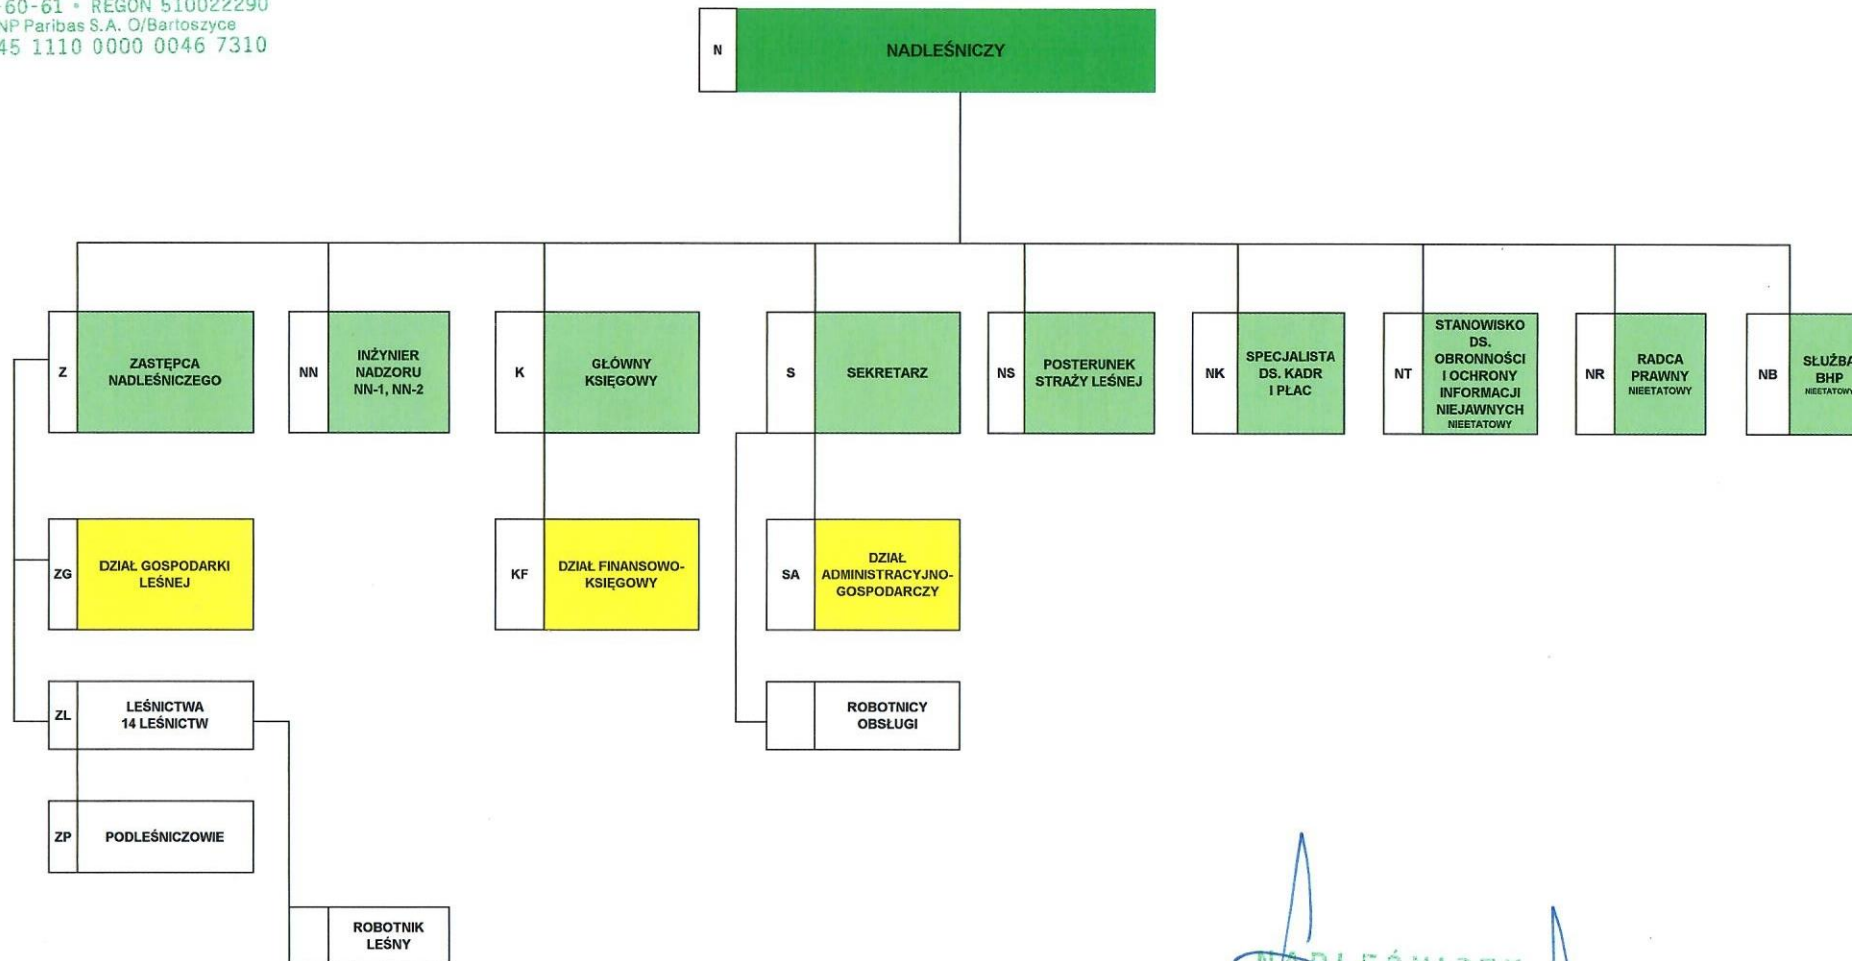 60-61 • REGON 510022290
NP Paribas S.A. O/Bartoszyce
45 1110 0000 0046 7310
N
NADLEŚNICZY
Z
ZASTĘPCA
NADLEŚNICZEGO
NN
INŻYNIER
NADZORU
NN-1, NN-2
K
GŁÓWNY
KSIĘGOWY
S
SEKRETARZ
NS
POSTERUNEK
STRAŻY LEŚNEJ
NK
SPECJALISTA
DS. KADR
I PŁAC
NT
STANOWISKO
DS.
OBRONNOŚCI
I OCHRONY
INFORMACJI
NIEJAWNYCH
NIEETATOWY
NR
RADCA
PRAWNY
NIEETATOWY
NB
SŁUŻBA
BHP
NIEETATOWY
ZG
DZIAŁ GOSPODARKI
LEŚNEJ
KF
DZIAŁ FINANSOWO-
KSIĘGOWY
SA
DZIAŁ
ADMINISTRACYJNO-
GOSPODARCZY
ZL
LEŚNICTWA
14 LEŚNICTW
ROBOTNICY
OBSŁUGI
ZP
PODLEŚNICZOWIE
ROBOTNIK
LEŚNY
NADLEŚNICZY